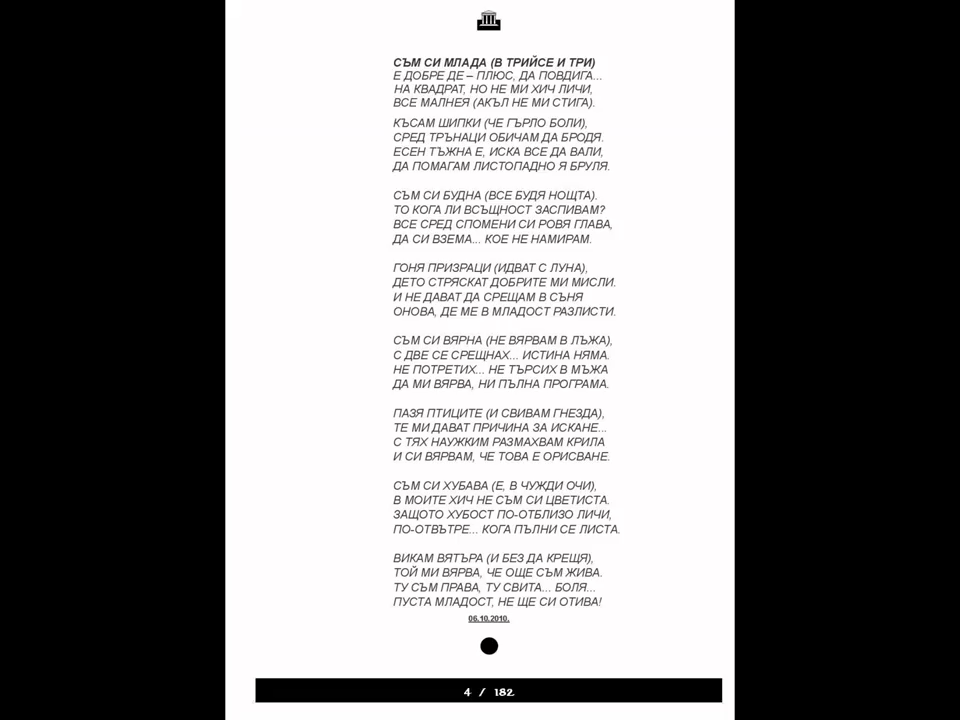 СЪМ СИ МЛАДА (В ТРИЙСЕ И ТРИ)
Е ДОБРЕ ДЕ – ПЛЮС, ДА ПОВДИГА...
НА КВАДРАТ, НО НЕ МИ ХИЧ ЛИЧИ,
ВСЕ МАЛНЕЯ (АКЪЛ НЕ МИ СТИГА).
КЪСАМ ШИПКИ (ЧЕ ГЪРЛО БОЛИ),
СРЕД ТРЪНАЦИ ОБИЧАМ ДА БРОДЯ.
ЕСЕН ТЪЖНА Е, ИСКА ВСЕ ДА ВАЛИ,
ДА ПОМАГАМ ЛИСТОПАДНО Я БРУЛЯ.
СЪМ СИ БУДНА (ВСЕ БУДЯ НОЩТА).
ТО КОГА ЛИ ВСЪЩНОСТ ЗАСПИВАМ?
ВСЕ СРЕД СПОМЕНИ СИ РОВЯ ГЛАВА,
ДА СИ ВЗЕМА... КОЕ НЕ НАМИРАМ.
ГОНЯ ПРИЗРАЦИ (ИДВАТ С ЛУНА),
ДЕТО СТРЯСКАТ ДОБРИТЕ МИ МИСЛИ.
И НЕ ДАВАТ ДА СРЕЩАМ В СЪНЯ
ОНОВА, ДЕ МЕ В МЛАДОСТ РАЗЛИСТИ.
СЪМ СИ ВЯРНА (НЕ ВЯРВАМ В ЛЪЖА),
С ДВЕ СЕ СРЕЩНАХ... ИСТИНА НЯМА.
НЕ ПОТРЕТИХ... НЕ ТЪРСИХ В МЪЖА
ДА МИ ВЯРВА, НИ ПЪЛНА ПРОГРАМА.
ПАЗЯ ПТИЦИТЕ (И СВИВАМ ГНЕЗДА),
ТЕ МИ ДАВАТ ПРИЧИНА ЗА ИСКАНЕ...
С ТЯХ НАУЖКИМ РАЗМАХВАМ КРИЛА
И СИ ВЯРВАМ, ЧЕ ТОВА Е ОРИСВАНЕ.
СЪМ СИ ХУБАВА (Е, В ЧУЖДИ ОЧИ),
В МОИТЕ ХИЧ НЕ СЪМ СИ ЦВЕТИСТА.
ЗАЩОТО ХУБОСТ ПО-ОТБЛИЗО ЛИЧИ,
ПО-ОТВЪТРЕ... КОГА ПЪЛНИ СЕ ЛИСТА.
ВИКАМ ВЯТЪРА (И БЕЗ ДА КРЕЩЯ),
ТОЙ МИ ВЯРВА, ЧЕ ОЩЕ СЪМ ЖИВА.
ТУ СЪМ ПРАВА, ТУ СВИТА... БОЛЯ...
ПУСТА МЛАДОСТ, НЕ ЩЕ СИ ОТИВА!
06.10.2010.
4 / 182